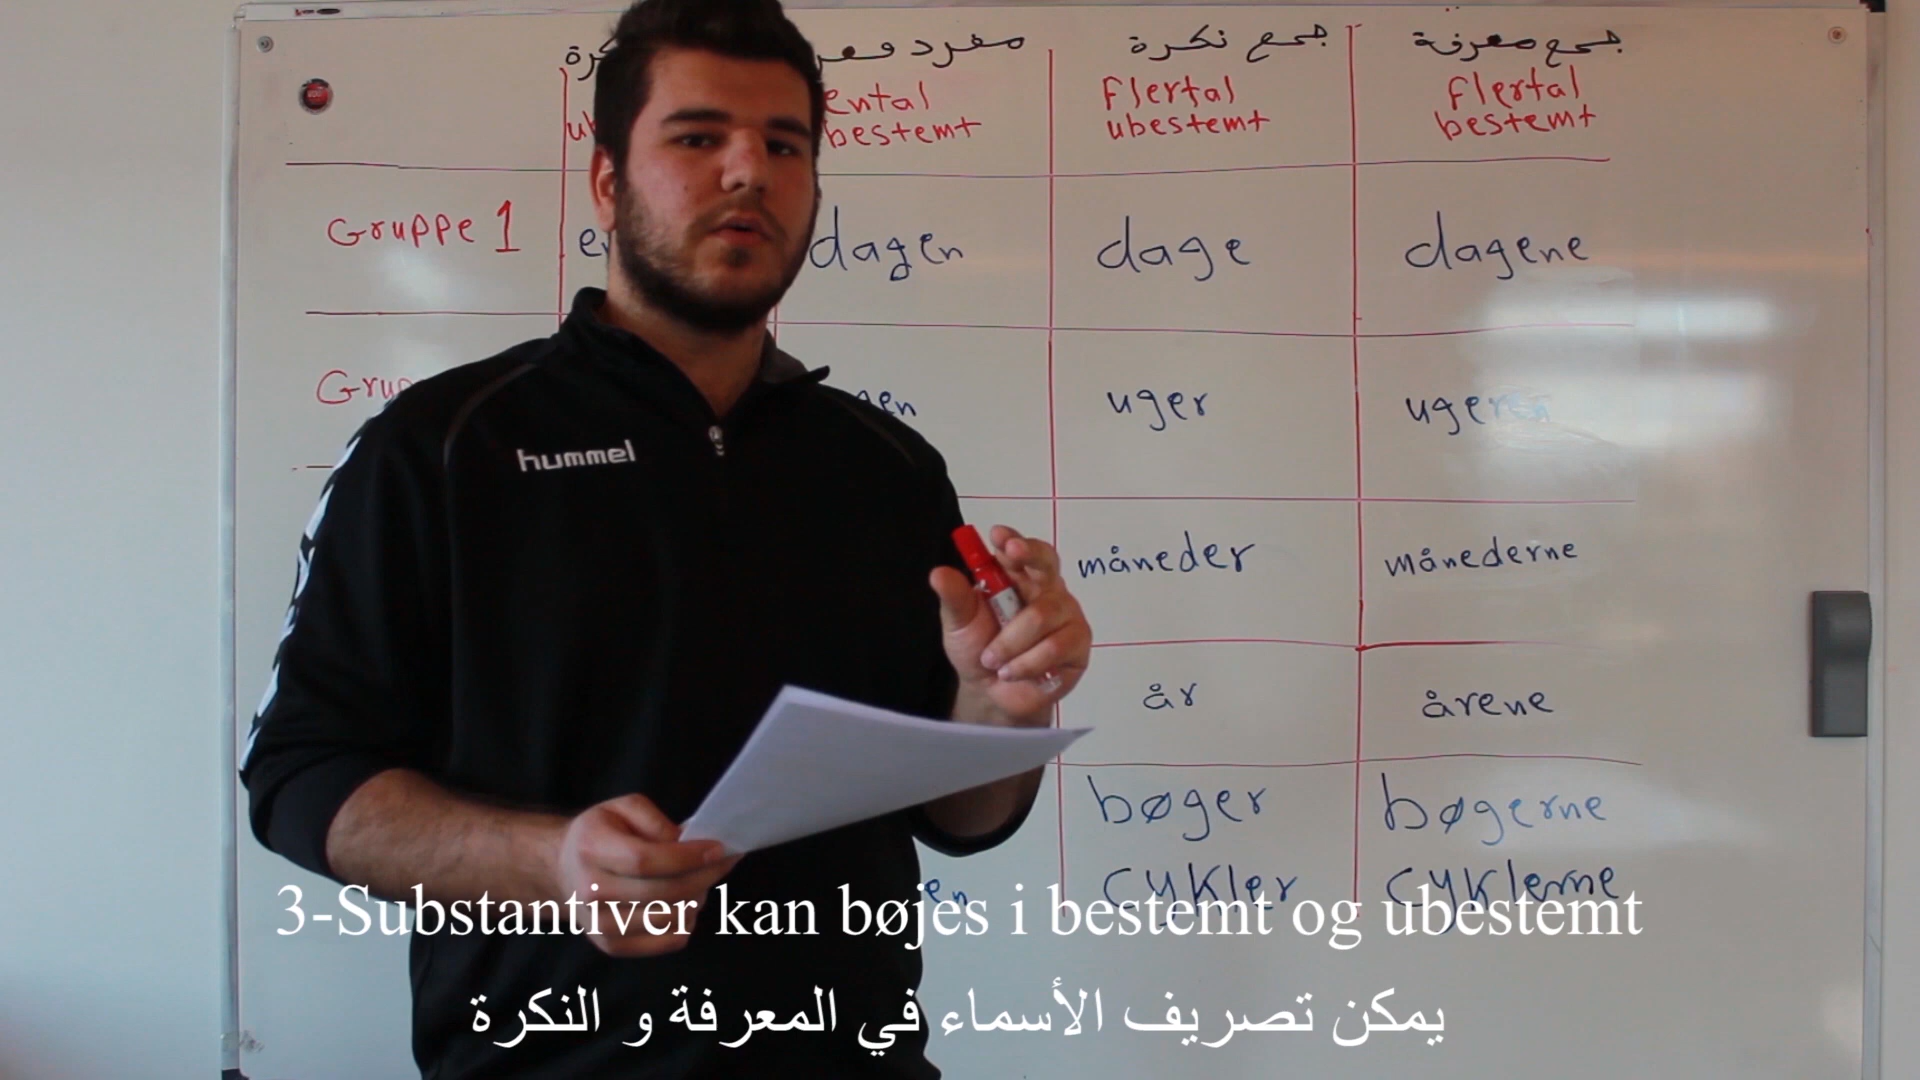 مفرد جمع نكرة جمع معرفة
ental Flertal Flertal
bestemt ubestemt bestemt
Gruppe 1 dagen dage dagene
uger
måneder månederne
år årene
bøger bøgerne
cykler cyklerne
hummel
3-Substantiver kan bøjes i bestemt og ubestemt
يمكن تصريف الأسماء في المعرفة و النكرة